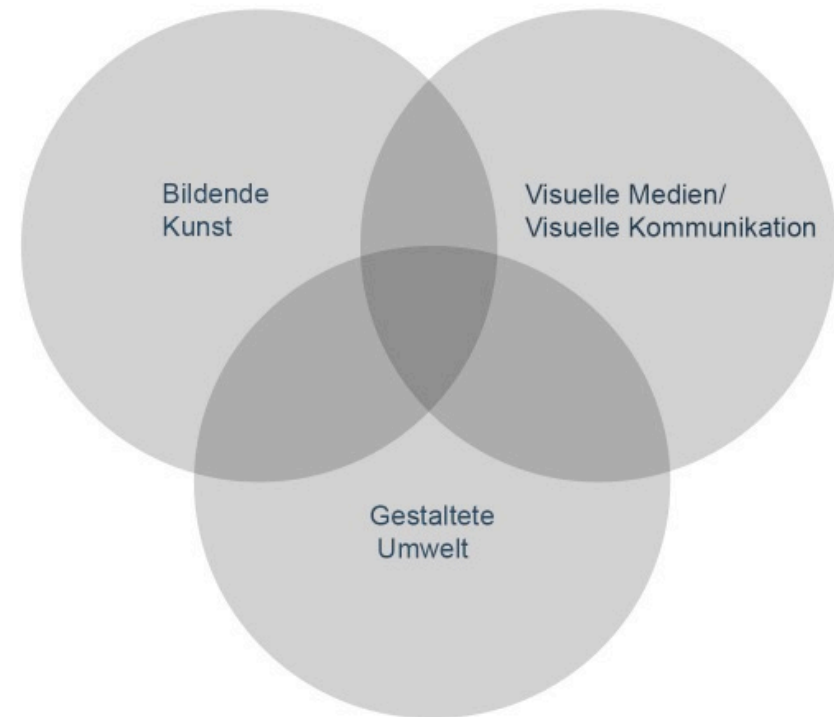 Bildende
Kunst
Visuelle Medien/
Visuelle Kommunikation
Gestaltete
Umwelt